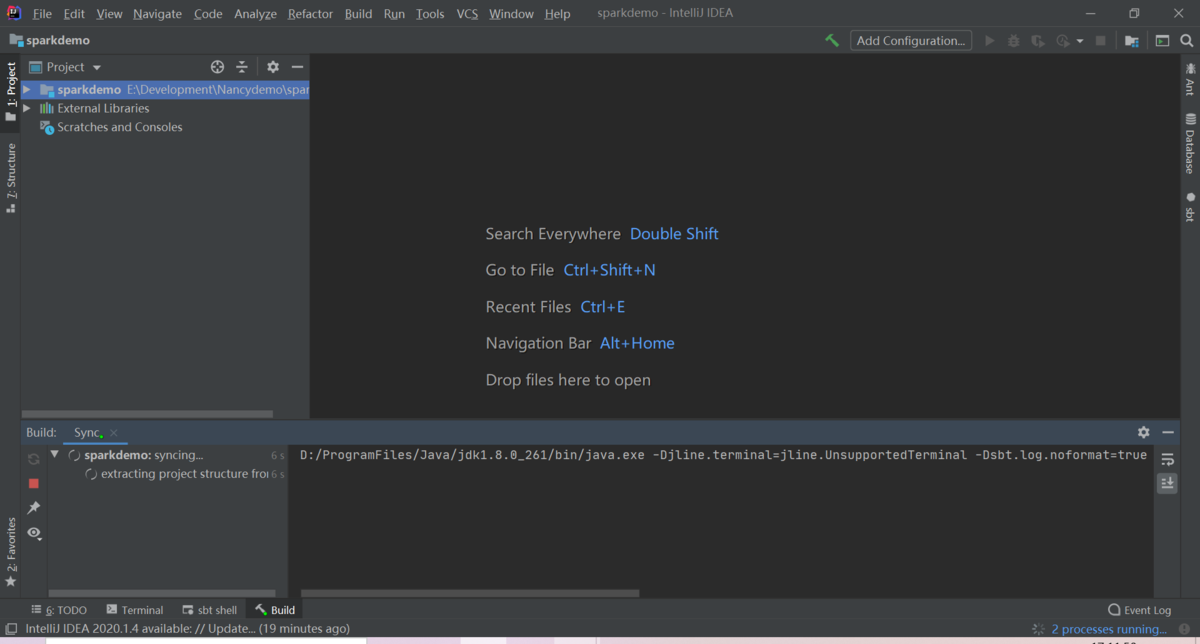 File Edit View Navigate Code Analyze Refactor Build Run Tools VCS Window Help sparkdemo - IntelliJ IDEA
sparkdemo Add Configuration...
1: Project
Project
sparkdemo E:\Development\Nancydemo\spar
External Libraries
Scratches and Consoles
7: Structure
2: Favorites
Ant
Database
sbt
Search Everywhere Double Shift
Go to File Ctrl+Shift+N
Recent Files Ctrl+E
Navigation Bar Alt+Home
Drop files here to open
Build: Sync
sparkdemo: syncing... 6 s
extracting project structure from 6 s
D:/ProgramFiles/Java/jdk1.8.0_261/bin/java.exe -Djline.terminal=jline.UnsupportedTerminal -Dsbt.log.noformat=true
6: TODO Terminal sbt shell Build Event Log
IntelliJ IDEA 2020.1.4 available: // Update... (19 minutes ago) 2 processes running...